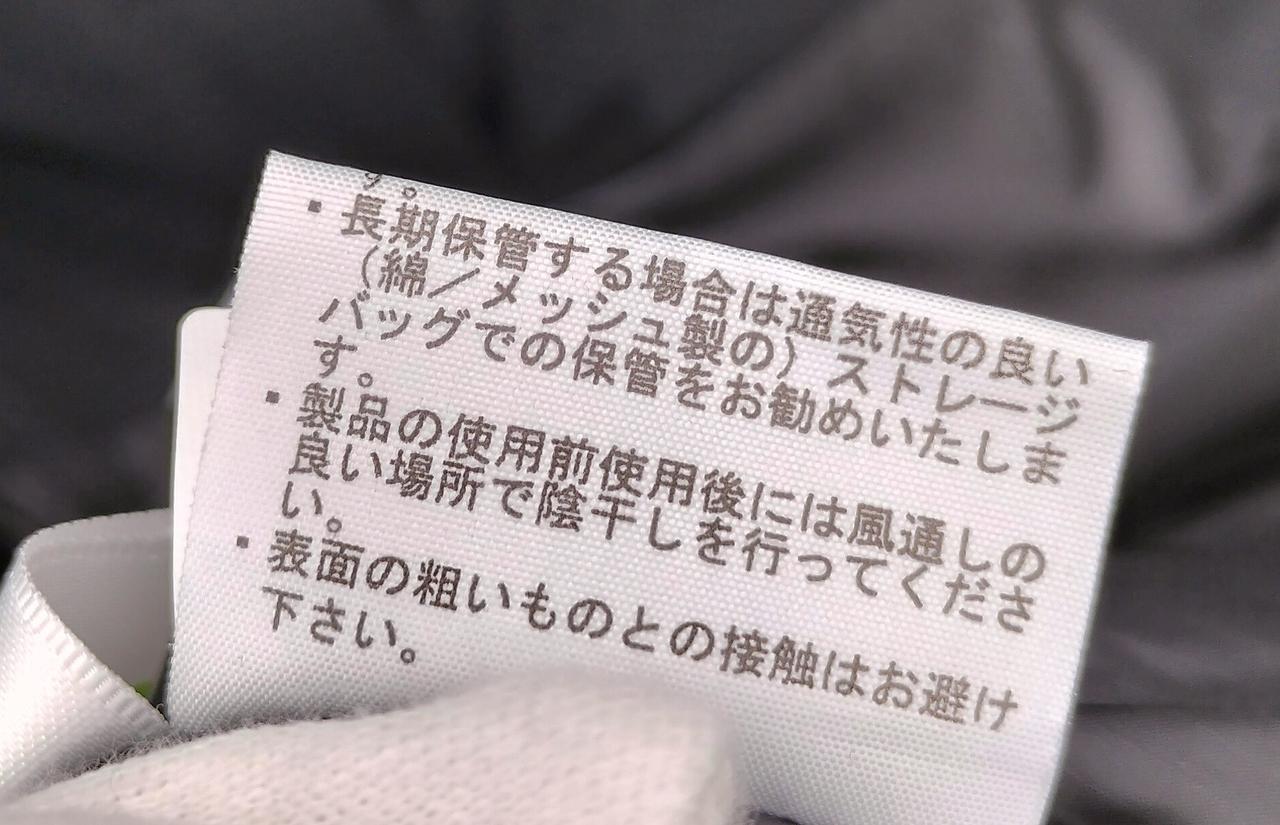 す。
・長期保管する場合は通気性の良い
(綿/メッシュ製の)ストレージ
バッグでの保管をお勧めいたしま
す。
・製品の使用前使用後には風通しの
良い場所で陰干しを行ってくださ
い。
・表面の粗いものとの接触はお避け
下さい。